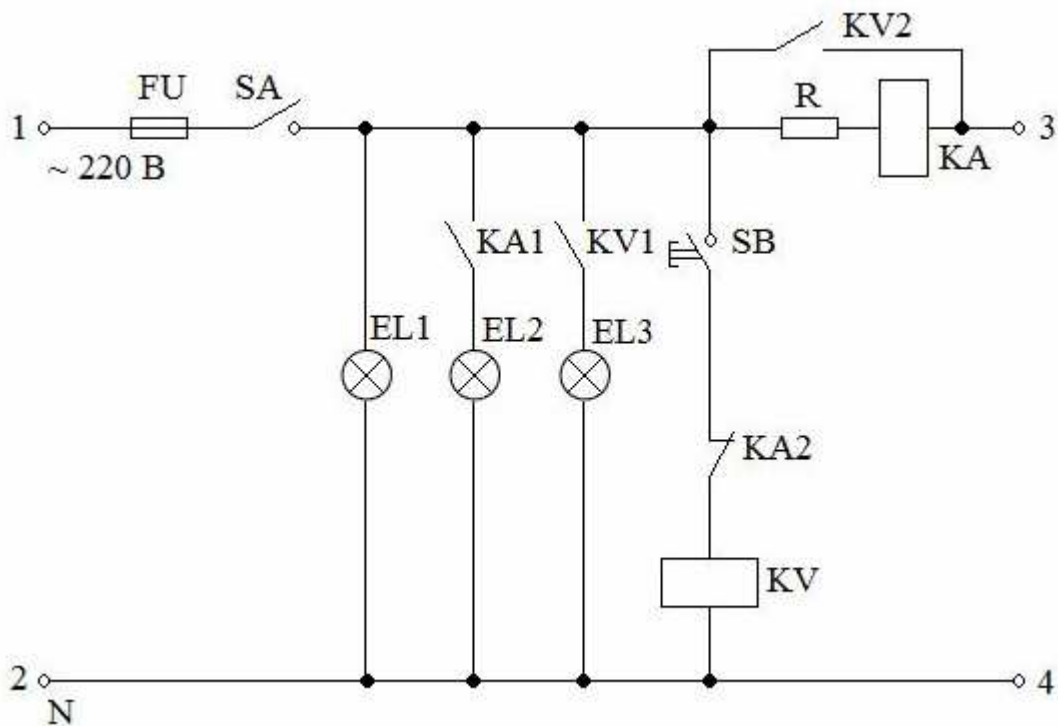 KV2
FU SA R
1 3
~ 220 В KA
KA1 KV1 SB
EL1 EL2 EL3
KA2
KV
2 4
N